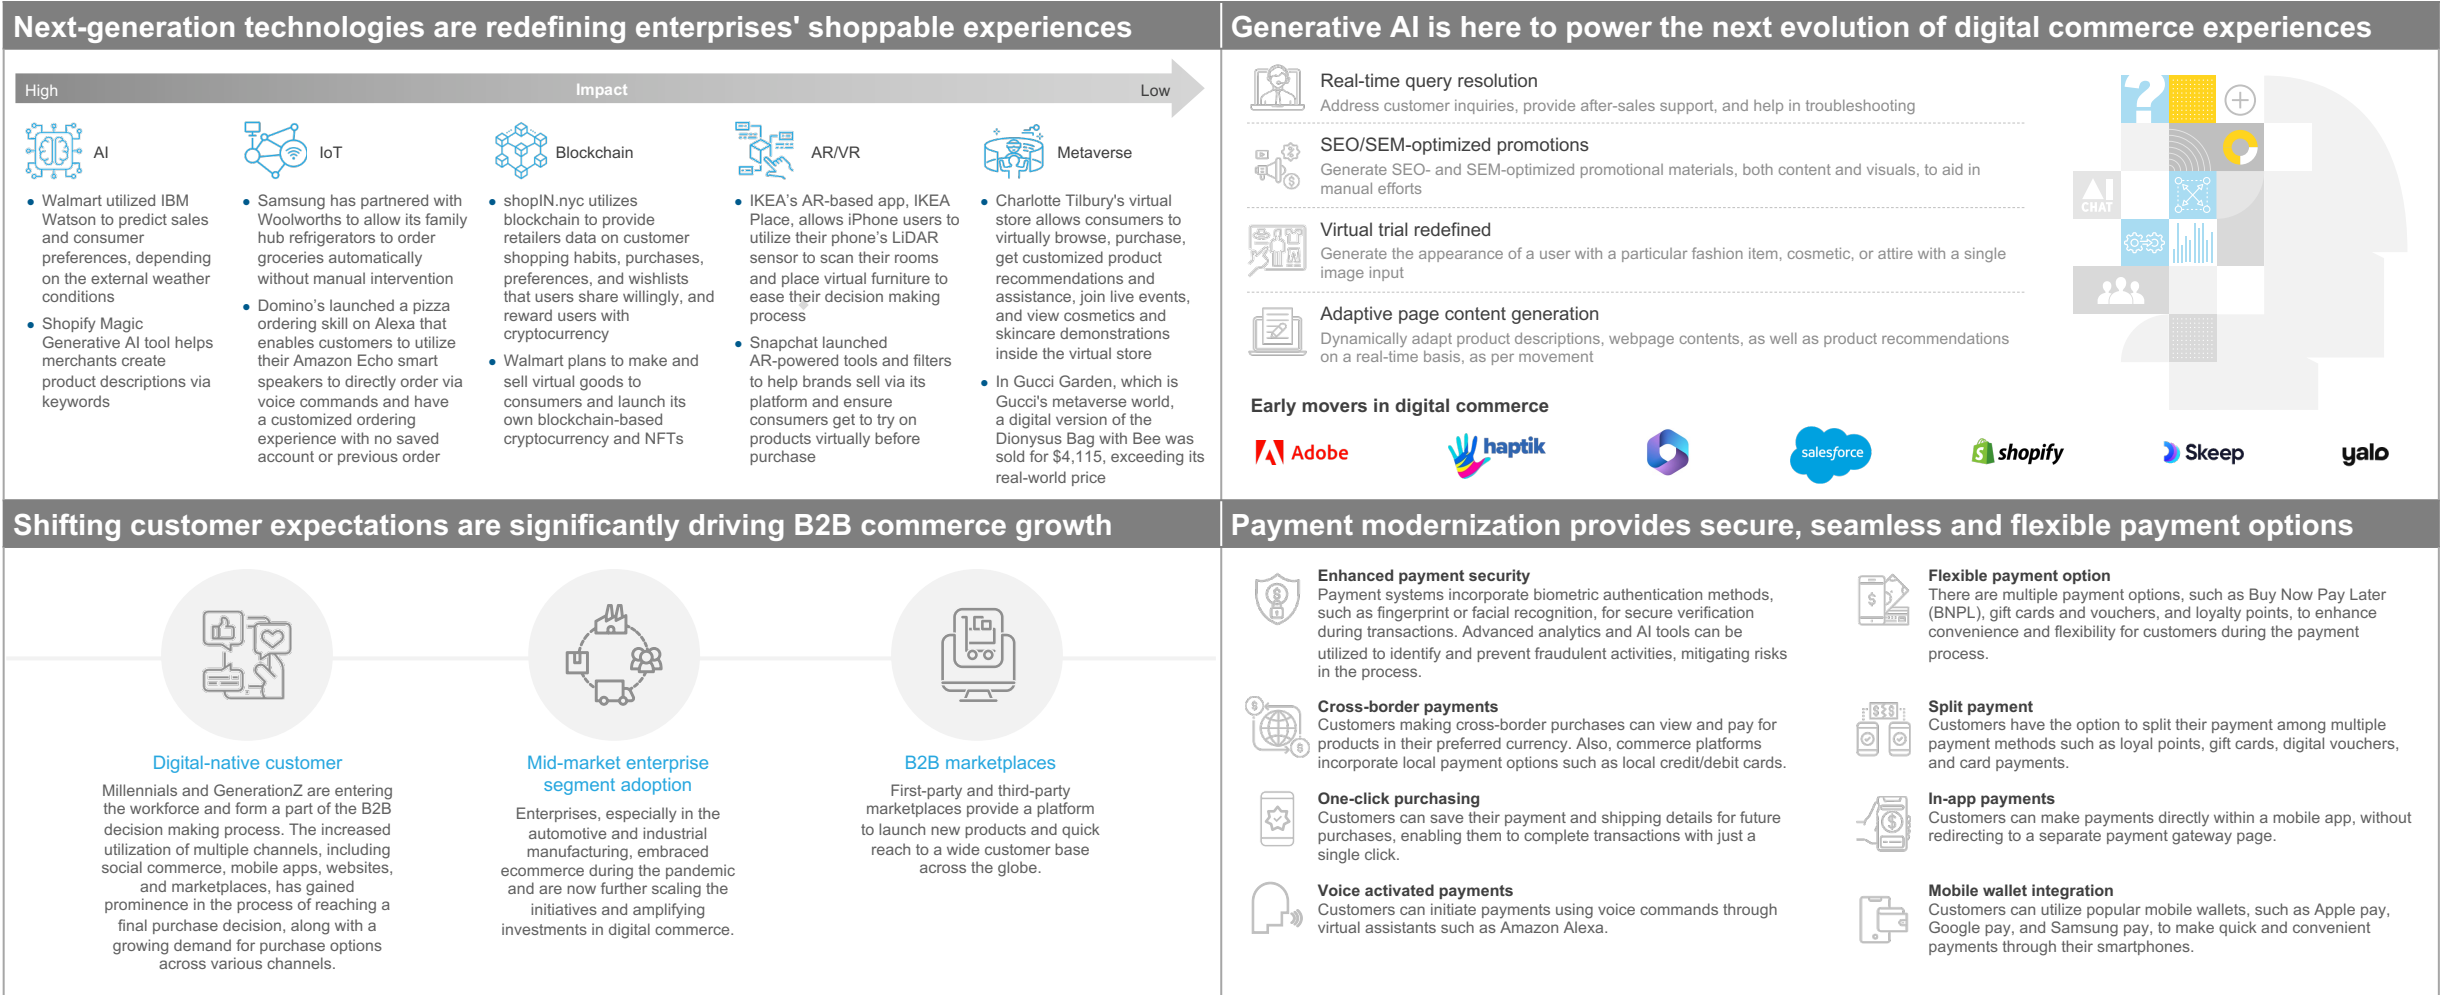 Next-generation technologies are redefining enterprises' shoppable experiences
High
Impact
Low
AI
Walmart utilized IBM
Watson to predict sales
and consumer
preferences, depending
on the external weather
conditions
Shopify Magic
Generative AI tool helps
merchants create
product descriptions via
keywords
IoT
Samsung has partnered with
Woolworths to allow its family
hub refrigerators to order
groceries automatically
without manual intervention
Domino's launched a pizza
ordering skill on Alexa that
enables customers to utilize
their Amazon Echo smart
speakers to directly order via
voice commands and have
a customized ordering
experience with no saved
account or previous order
Blockchain
shopIN.nyc utilizes
blockchain to provide
retailers data on customer
shopping habits, purchases,
preferences, and wishlists
that users share willingly, and
reward users with
cryptocurrency
Walmart plans to make and
sell virtual goods to
consumers and launch its
own blockchain-based
cryptocurrency and NFTs
AR/VR
IKEA's AR-based app, IKEA
Place, allows iPhone users to
utilize their phone's LiDAR
sensor to scan their rooms
and place virtual furniture to
ease their decision making
process
Snapchat launched
AR-powered tools and filters
to help brands sell via its
platform and ensure
consumers get to try on
products virtually before
purchase
Metaverse
Charlotte Tilbury's virtual
store allows consumers to
virtually browse, purchase,
get customized product
recommendations and
assistance, join live events,
and view cosmetics and
skincare demonstrations
inside the virtual store
In Gucci Garden, which is
Gucci's metaverse world,
a digital version of the
Dionysus Bag with Bee was
sold for $4,115, exceeding its
real-world price
Generative AI is here to power the next evolution of digital commerce experiences
Real-time query resolution
Address customer inquiries, provide after-sales support, and help in troubleshooting
SEO/SEM-optimized promotions
Generate SEO- and SEM-optimized promotional materials, both content and visuals, to aid in
manual efforts
Virtual trial redefined
Generate the appearance of a user with a particular fashion item, cosmetic, or attire with a single
image input
Adaptive page content generation
Dynamically adapt product descriptions, webpage contents, as well as product recommendations
on a real-time basis, as per movement
?
AI
CHAT
Early movers in digital commerce
Adobe
haptik
salesforce
shopify
Skeep
yalo
Shifting customer expectations are significantly driving B2B commerce growth
Digital-native customer
Millennials and GenerationZ are entering
the workforce and form a part of the B2B
decision making process. The increased
utilization of multiple channels, including
social commerce, mobile apps, websites,
and marketplaces, has gained
prominence in the process of reaching a
final purchase decision, along with a
growing demand for purchase options
across various channels.
Mid-market enterprise
segment adoption
Enterprises, especially in the
automotive and industrial
manufacturing, embraced
ecommerce during the pandemic
and are now further scaling the
initiatives and amplifying
investments in digital commerce.
B2B marketplaces
First-party and third-party
marketplaces provide a platform
to launch new products and quick
reach to a wide customer base
across the globe.
Payment modernization provides secure, seamless and flexible payment options
Enhanced payment security
Payment systems incorporate biometric authentication methods,
such as fingerprint or facial recognition, for secure verification
during transactions. Advanced analytics and AI tools can be
utilized to identify and prevent fraudulent activities, mitigating risks
in the process.
Cross-border payments
Customers making cross-border purchases can view and pay for
products in their preferred currency. Also, commerce platforms
incorporate local payment options such as local credit/debit cards.
One-click purchasing
Customers can save their payment and shipping details for future
purchases, enabling them to complete transactions with just a
single click.
Voice activated payments
Customers can initiate payments using voice commands through
virtual assistants such as Amazon Alexa.
Flexible payment option
There are multiple payment options, such as Buy Now Pay Later
(BNPL), gift cards and vouchers, and loyalty points, to enhance
convenience and flexibility for customers during the payment
process.
Split payment
Customers have the option to split their payment among multiple
payment methods such as loyal points, gift cards, digital vouchers,
and card payments.
In-app payments
Customers can make payments directly within a mobile app, without
redirecting to a separate payment gateway page.
Mobile wallet integration
Customers can utilize popular mobile wallets, such as Apple pay,
Google pay, and Samsung pay, to make quick and convenient
payments through their smartphones.